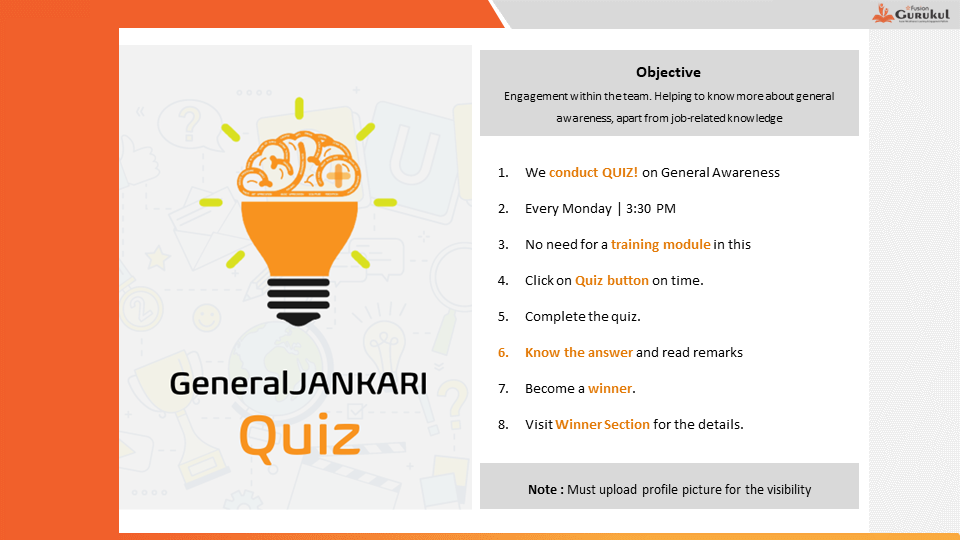 Fusion
GURUKUL
GeneralJANKARI
Quiz
Objective
Engagement within the team. Helping to know more about general
awareness, apart from job-related knowledge
1. We conduct QUIZ! on General Awareness
2. Every Monday | 3:30 PM
3. No need for a training module in this
4. Click on Quiz button on time.
5. Complete the quiz.
6. Know the answer and read remarks
7. Become a winner.
8. Visit Winner Section for the details.
Note : Must upload profile picture for the visibility